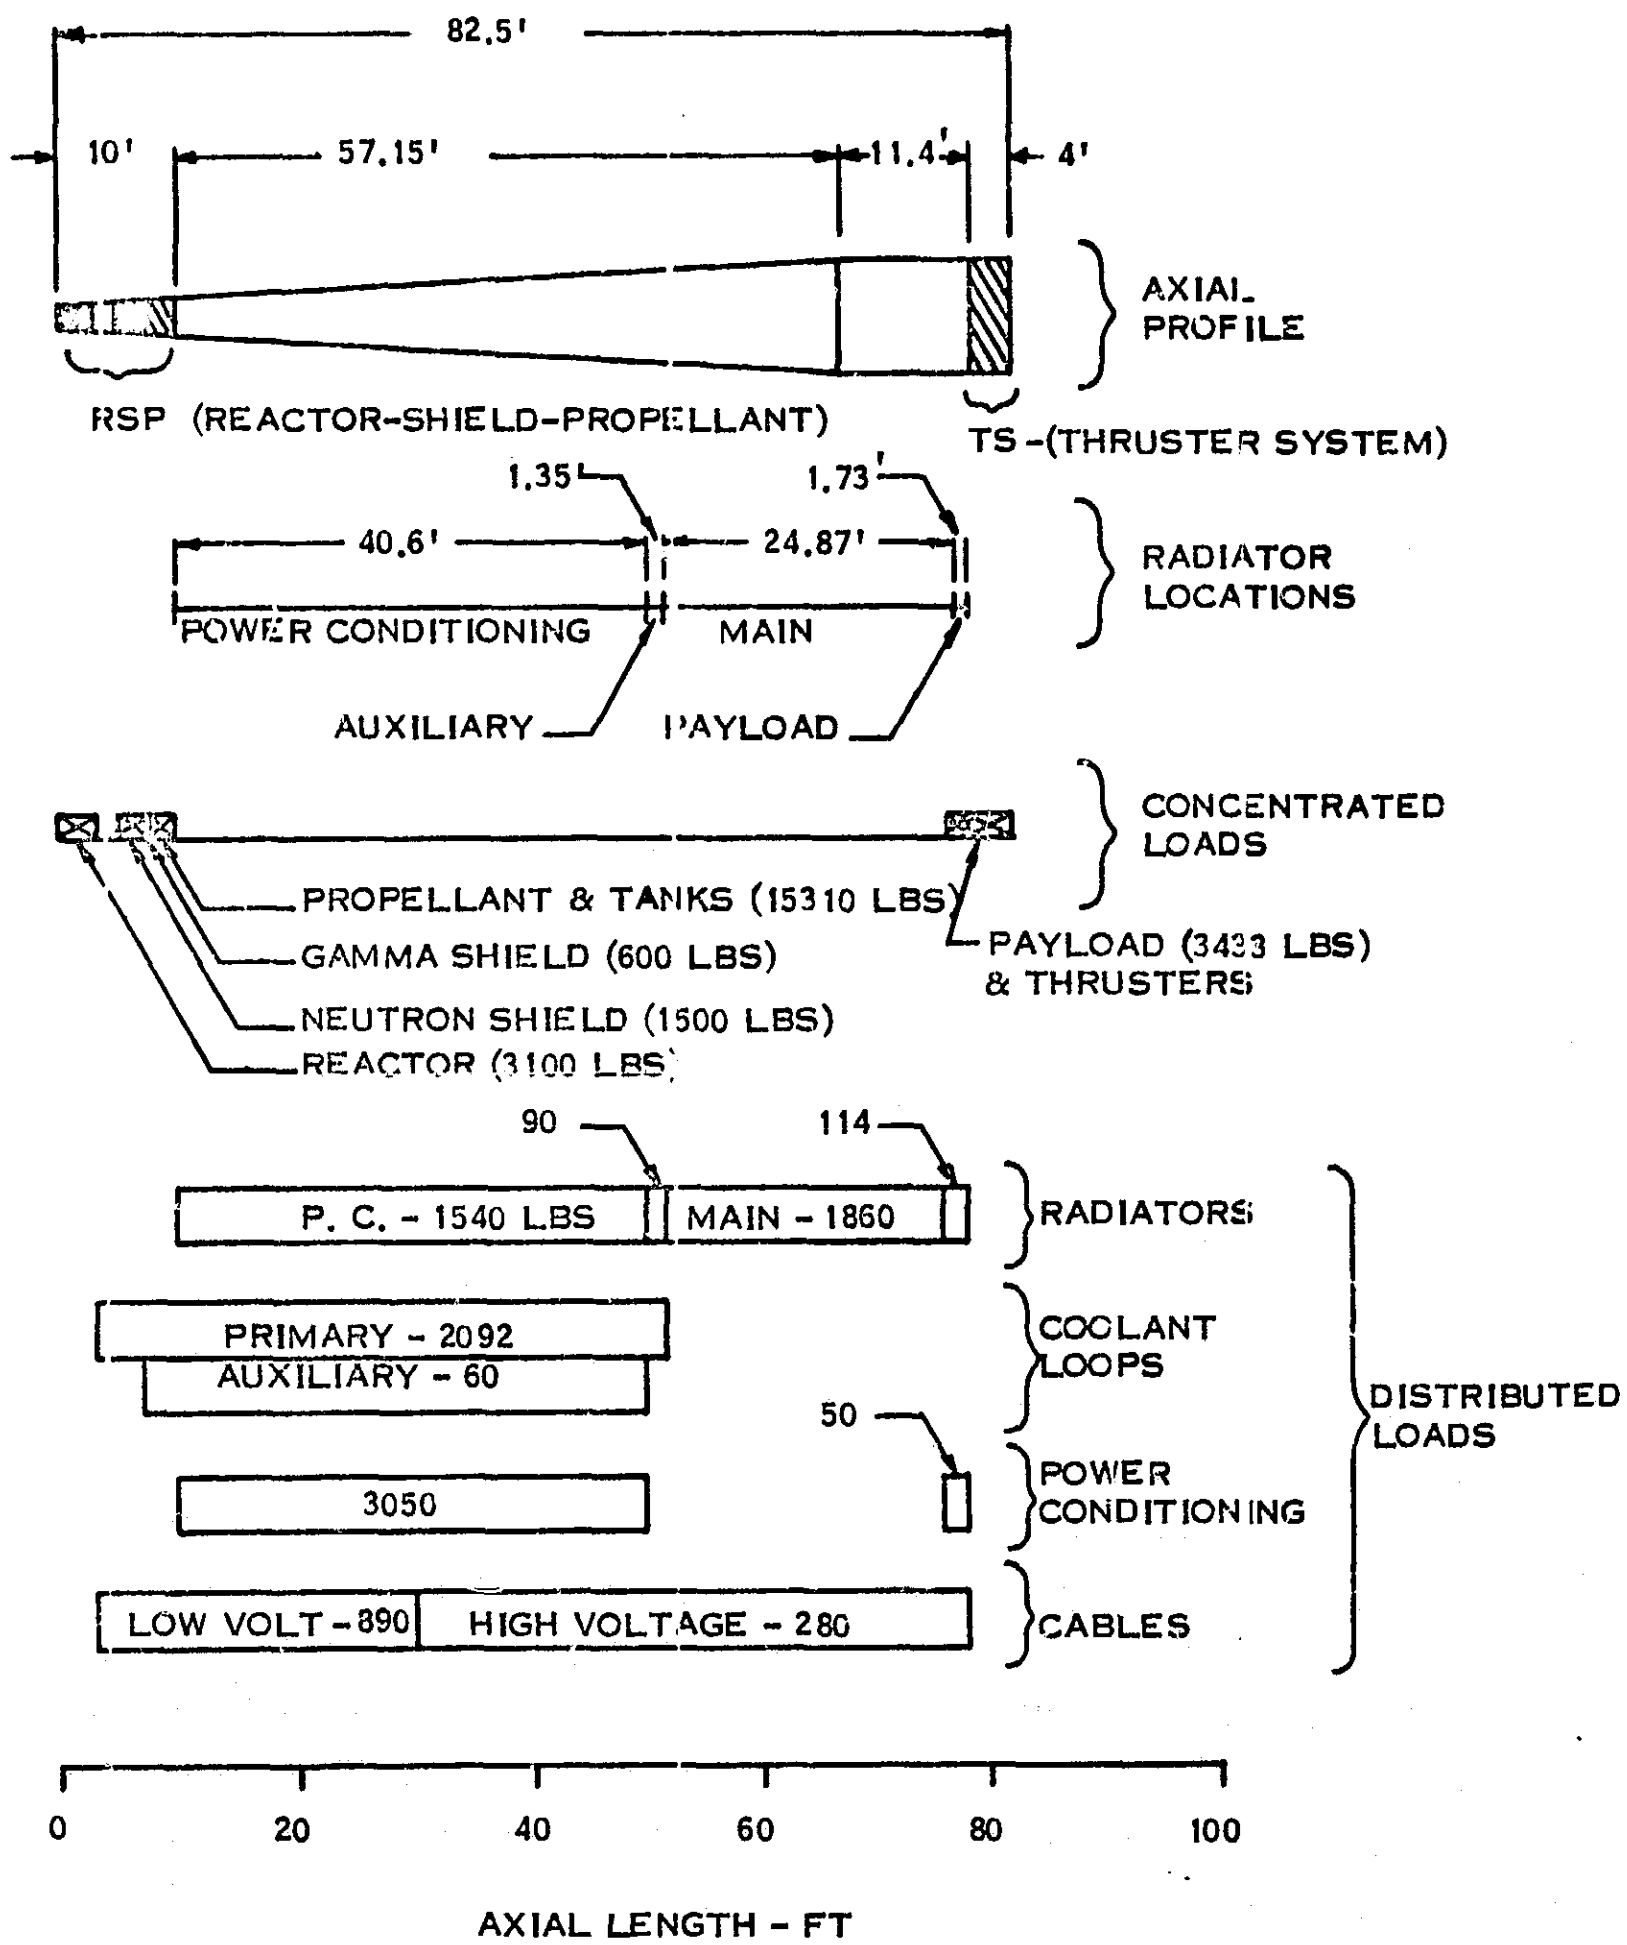 82.5'
10'
57.15'
11.4'
4'
AXIAL
PROFILE
RSP (REACTOR-SHIELD-PROPELLANT)
TS-(THRUSTER SYSTEM)
1.35'
1.73'
40.6'
24.87'
RADIATOR
LOCATIONS
POWER CONDITIONING
MAIN
AUXILIARY
PAYLOAD
CONCENTRATED
LOADS
PROPELLANT & TANKS (15310 LBS)
GAMMA SHIELD (600 LBS)
PAYLOAD (3433 LBS)
& THRUSTERS
NEUTRON SHIELD (1500 LBS)
REACTOR (3100 LBS)
90
114
P. C. - 1540 LBS
MAIN - 1860
RADIATORS
PRIMARY - 2092
AUXILIARY - 60
COOLANT
LOOPS
50
DISTRIBUTED
LOADS
3050
POWER
CONDITIONING
LOW VOLT -
HIGH VOLTAGE - 280
CABLES
0
20
40
60
80
100
AXIAL LENGTH - FT